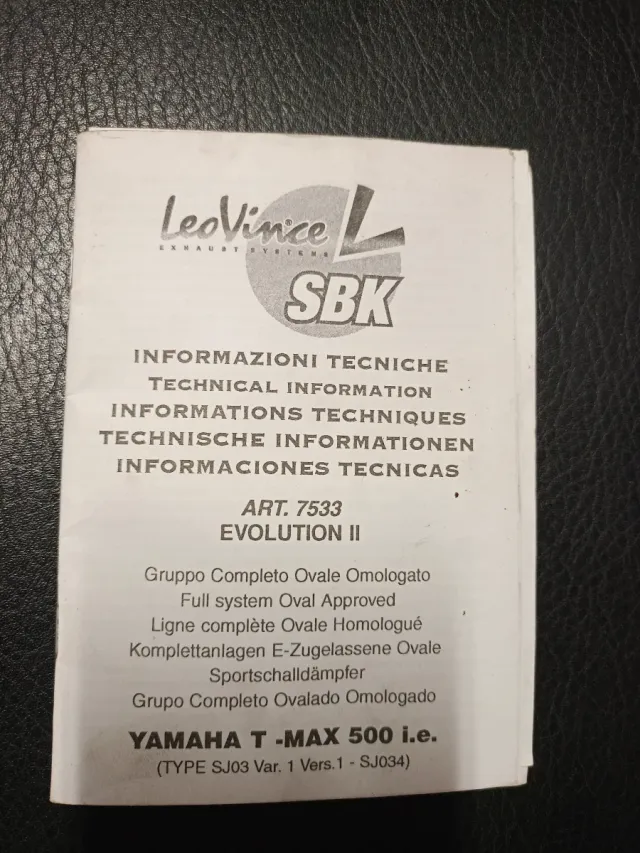 LeoVince
EXHAUST SYSTEMS
SBK
INFORMAZIONI TECNICHE
TECHNICAL INFORMATION
INFORMATIONS TECHNIQUES
TECHNISCHE INFORMATIONEN
INFORMACIONES TECNICAS
ART. 7533
EVOLUTION II
Gruppo Completo Ovale Omologato
Full system Oval Approved
Ligne complète Ovale Homologué
Komplettanlagen E-Zugelassene Ovale
Sportschalldämpfer
Grupo Completo Ovalado Omologado
YAMAHA T -MAX 500 i.e.
(TYPE SJ03 Var. 1 Vers.1 - SJ034)